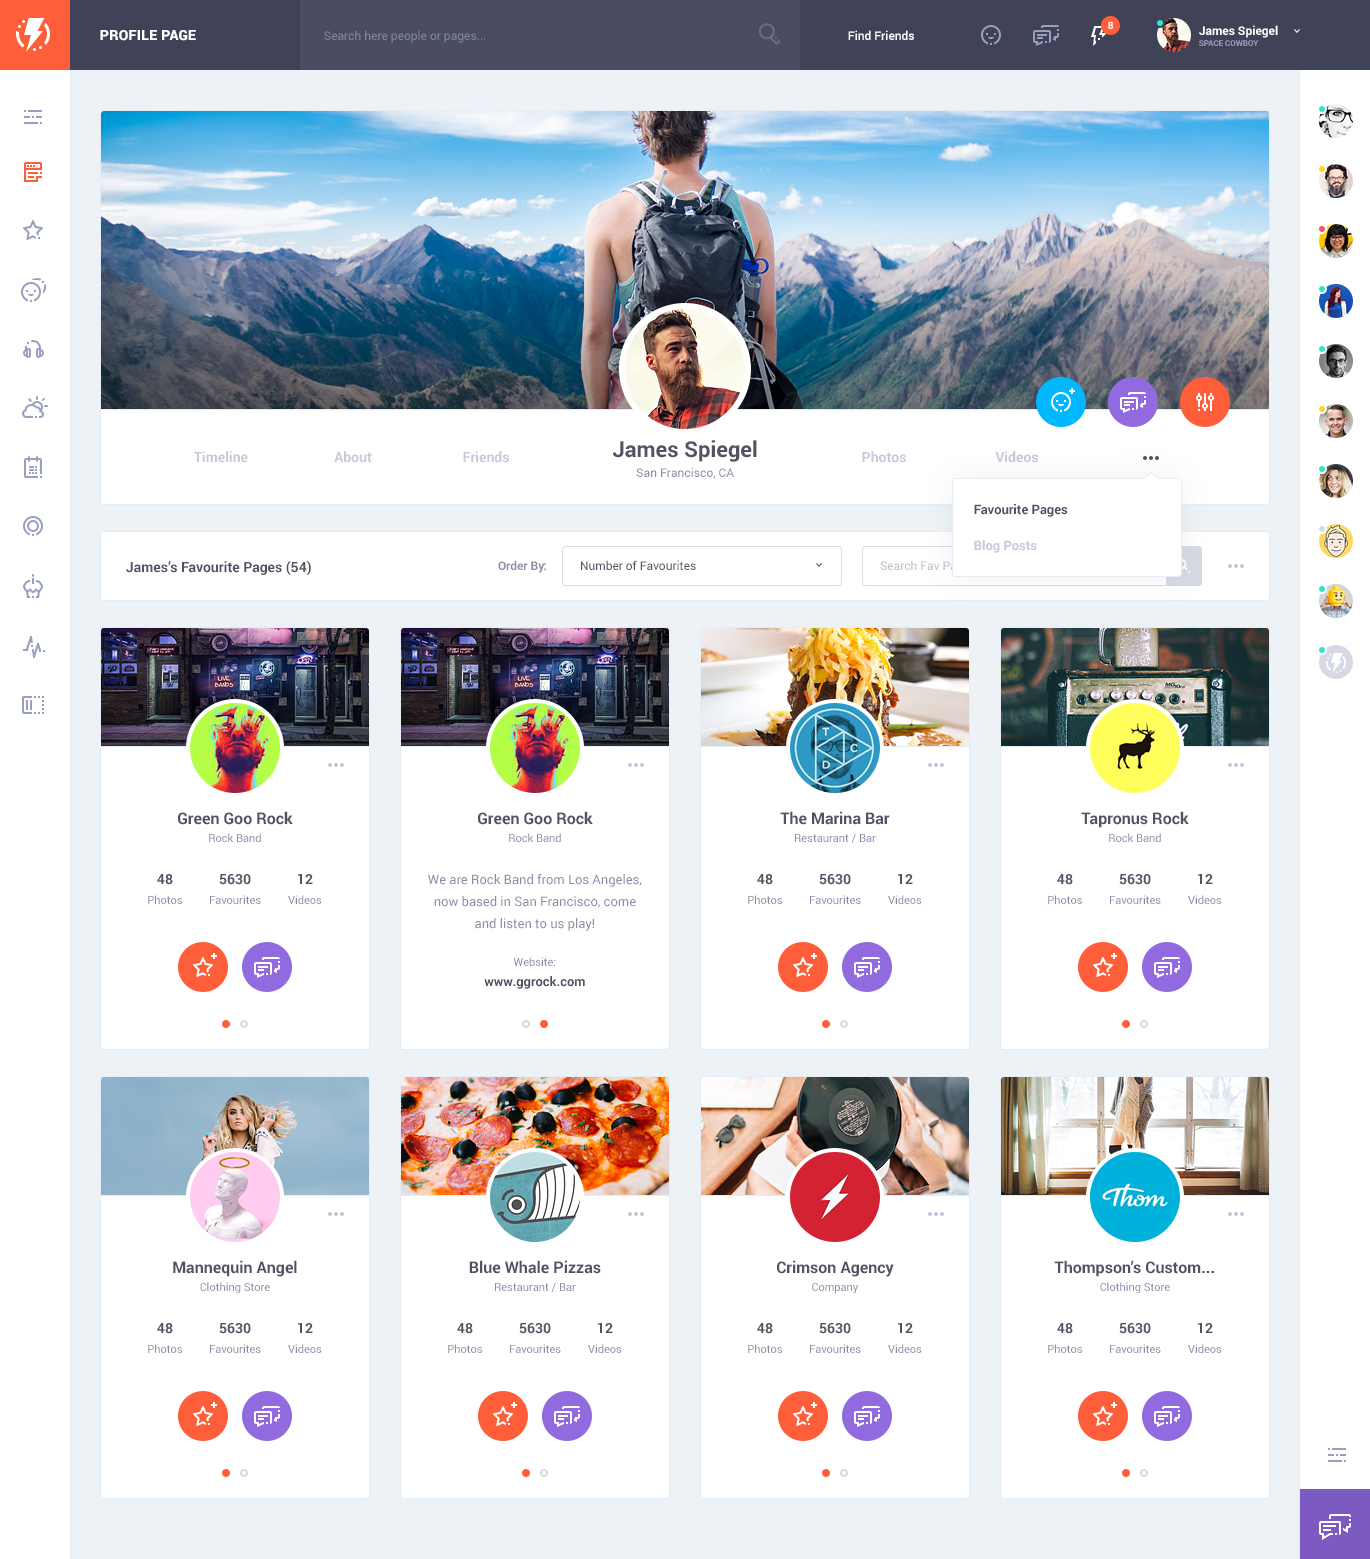 PROFILE PAGE
Search here people or pages...
Find Friends
8
James Spiegel
SPACE COWBOY
Timeline
About
Friends
James Spiegel
San Francisco, CA
Photos
Videos
Favourite Pages
Blog Posts
James's Favourite Pages (54)
Order By:
Number of Favourites
Search Fav
Green Goo Rock
Rock Band
48 5630 12
Photos Favourites Videos
LIVE
BANDS
Green Goo Rock
Rock Band
We are Rock Band from Los Angeles,
now based in San Francisco, come
and listen to us play!
Website:
www.ggrock.com
LIVE
BANDS
T C D
The Marina Bar
Restaurant / Bar
48 5630 12
Photos Favourites Videos
Tapronus Rock
Rock Band
48 5630 12
Photos Favourites Videos
Mannequin Angel
Clothing Store
48 5630 12
Photos Favourites Videos
Blue Whale Pizzas
Restaurant / Bar
48 5630 12
Photos Favourites Videos
Crimson Agency
Company
48 5630 12
Photos Favourites Videos
Thom
Thompson's Custom...
Clothing Store
48 5630 12
Photos Favourites Videos